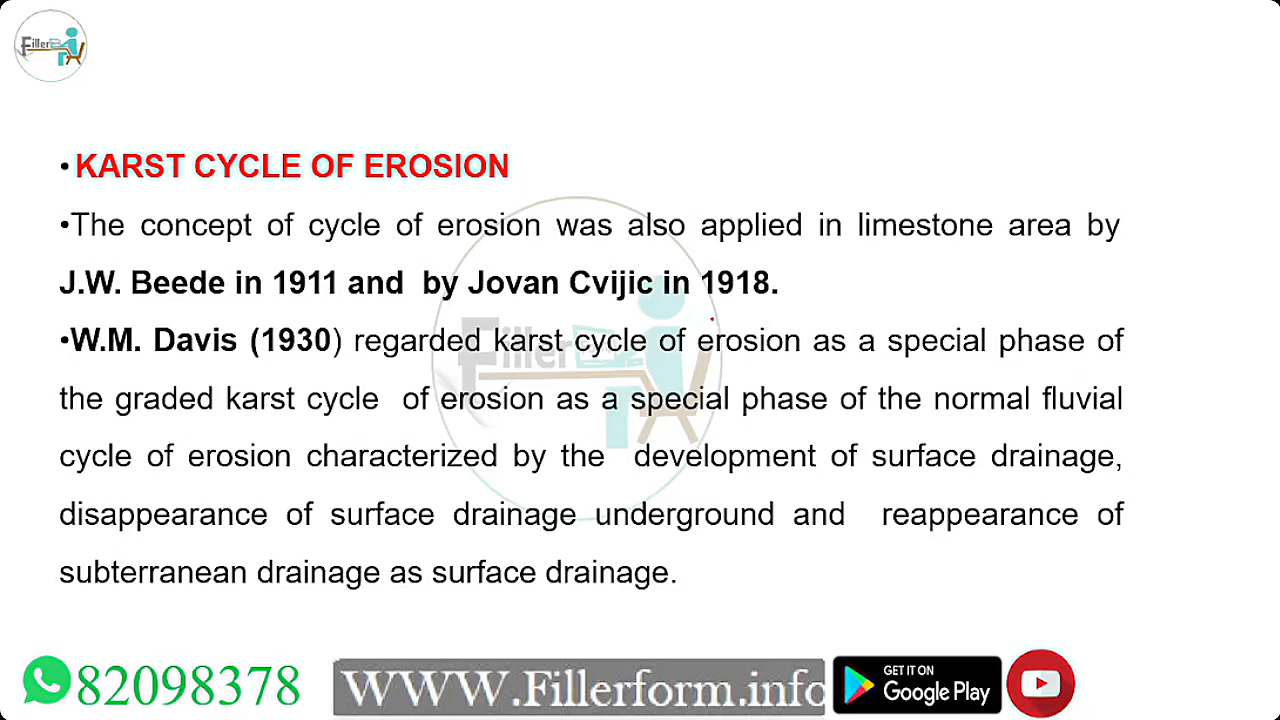 Filler
•KARST CYCLE OF EROSION
•The concept of cycle of erosion was also applied in limestone area by
J.W. Beede in 1911 and by Jovan Cvijic in 1918.
Filler
•W.M. Davis (1930) regarded karst cycle of erosion as a special phase of
the graded karst cycle of erosion as a special phase of the normal fluvial
cycle of erosion characterized by the development of surface drainage,
disappearance of surface drainage underground and reappearance of
subterranean drainage as surface drainage.
82098378
WWW.Fillerform.info
GET IT ON
Google Play